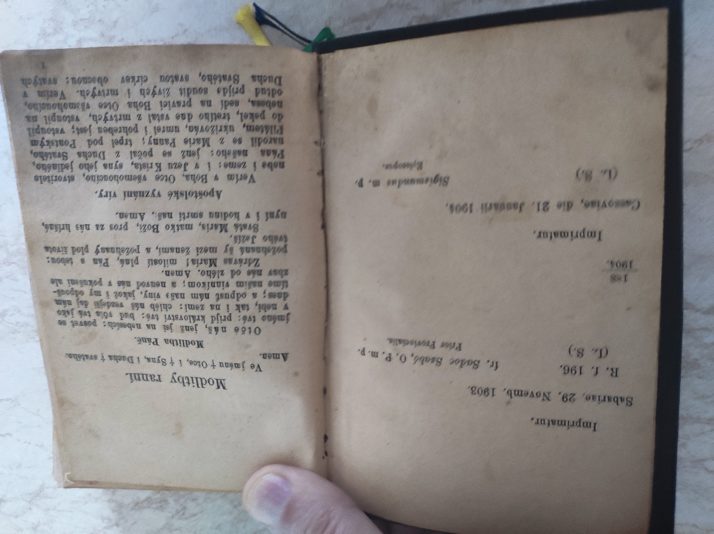 Imprimatur.
Sabariae, 29. Novemb. 1903.
R. f. 196. fr. Sadoc Szabó, O. P. m. p.
(L. S.) Prior Provincialis.
188
1904.
Imprimatur.
Cassoviae, die 21. Januarii 1904.
(L. S.) Sigismundus m. p.
Episcopus.
Modlitby ranní.
Ve jménu † Otce, i † Syna, i Ducha † svatého.
Amen.
Modlitba Páně.
Otče náš, jenž jsi na nebesích: posvěť se
jméno tvé: přijď království tvé: buď vůle tvá jako
v nebi, tak i na zemi: chléb náš vezdejší dej nám
dnes; a odpusť nám naše viny, jakož i my odpouš-
tíme našim vinníkům; a neuvoď nás v pokušení ale
zbav nás od zlého. Amen.
Zdrávas Maria! milosti plná, Pán s tebou:
požehnaná ty mezi ženami, a požehnaný plod života
tvého Ježíš.
Svatá Maria, matko Boží, pros za nás hříšné,
nyní i v hodinu smrti naší. Amen.
Apoštolské vyznání víry.
Věřím v Boha, Otce všemohoucího, stvořitele
nebe i země: i v Jezu Krista, syna jeho jediného,
Pána našeho: jenž se počal z Ducha Svatého,
narodil se z Marie Panny; trpěl pod Pontským
Pilátem, ukřižován, umřel i pohřeben jest; vstoupil
do pekel, třetího dne vstal z mrtvých, vstoupil na
nebesa, sedí na pravici Boha Otce všemohoucího,
odtud přijde soudit živých i mrtvých. Věřím v
Ducha Svatého, svatou církev obecnou; svatých